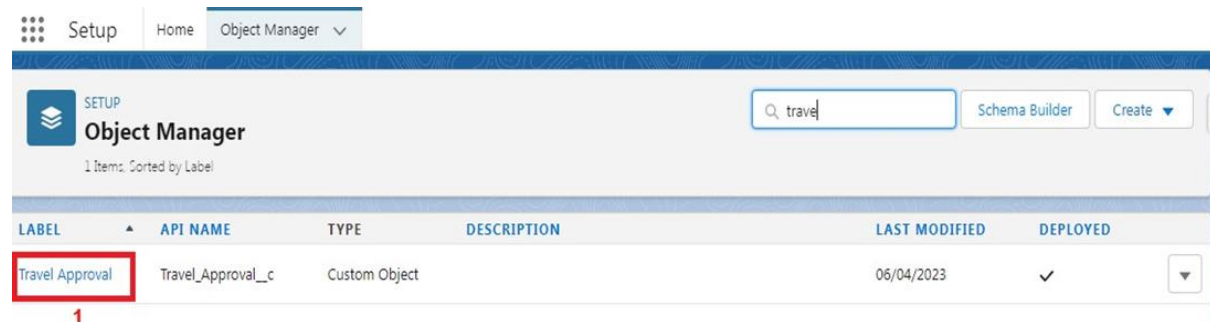 Setup Home Object Manager
SETUP
Object Manager
1 Items, Sorted by Label
trave
Schema Builder
Create
LABEL API NAME TYPE DESCRIPTION LAST MODIFIED DEPLOYED
Travel Approval Travel_Approval__c Custom Object 06/04/2023
1